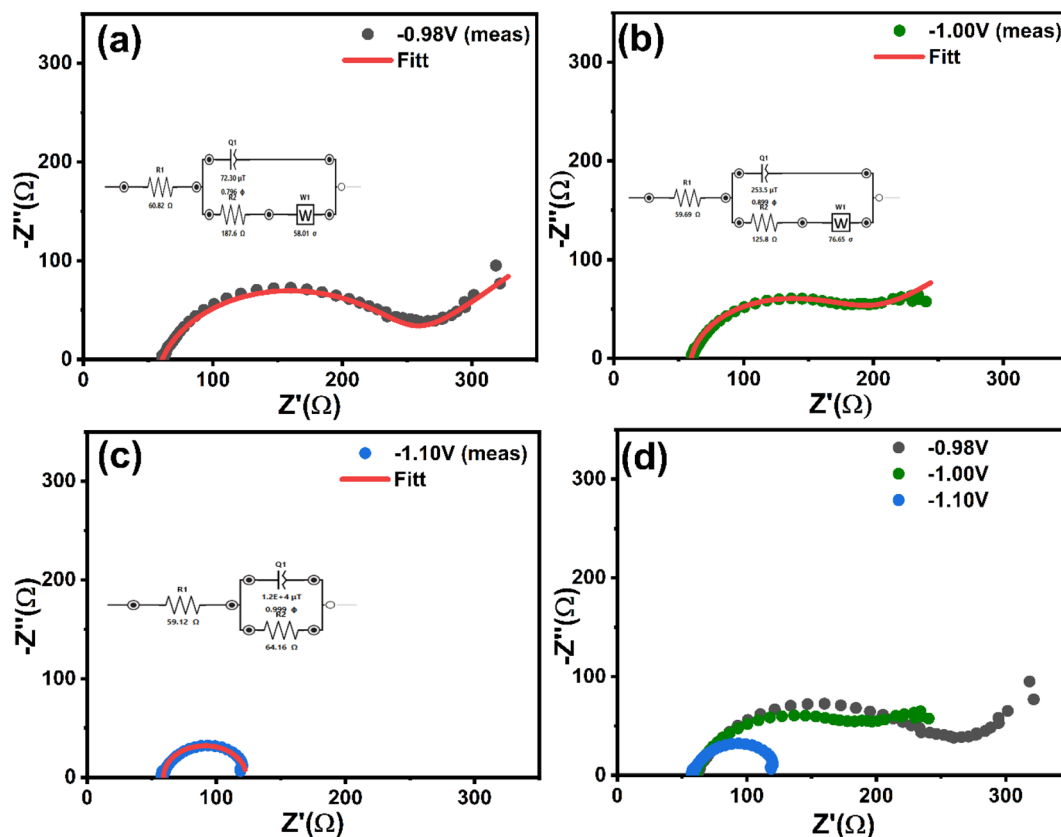 (a)
-0.98V (meas)
Fitt
300
200
100
0
-Z''(Ω)
Q1
72.30 µT
0.796 Φ
R1
60.82 Ω
R2
187.6 Ω
W1
W
58.01 σ
0 100 200 300
Z'(Ω)
(b)
-1.00V (meas)
Fitt
300
200
100
0
-Z''(Ω)
Q1
253.5 µT
0.899 Φ
R1
59.69 Ω
R2
125.8 Ω
W1
W
76.65 σ
0 100 200 300
Z'(Ω)
(c)
-1.10V (meas)
Fitt
300
200
100
0
-Z''(Ω)
Q1
1.2E+4 µT
0.999 Φ
R1
59.12 Ω
R2
64.16 Ω
0 100 200 300
Z'(Ω)
(d)
-0.98V
-1.00V
-1.10V
300
200
100
0
-Z''(Ω)
0 100 200 300
Z'(Ω)